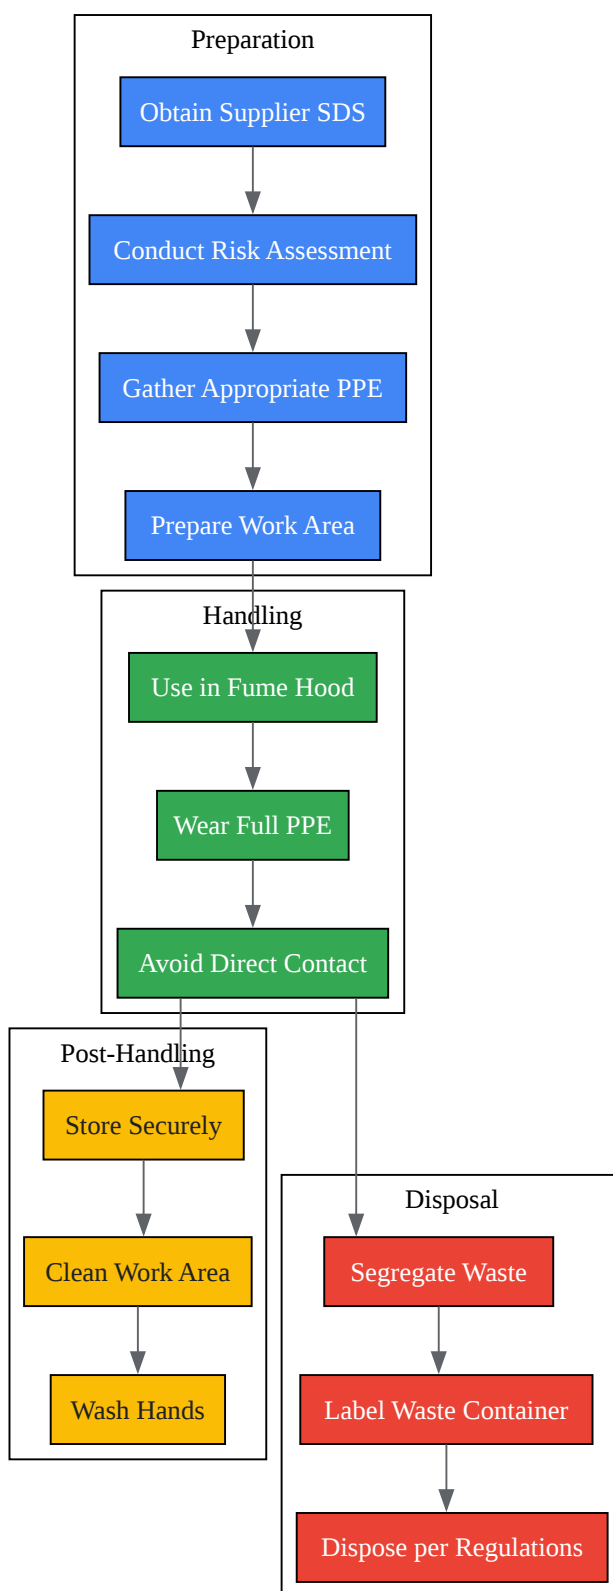 Preparation
Obtain Supplier SDS
Conduct Risk Assessment
Gather Appropriate PPE
Prepare Work Area
Handling
Use in Fume Hood
Wear Full PPE
Avoid Direct Contact
Post-Handling
Store Securely
Clean Work Area
Wash Hands
Disposal
Segregate Waste
Label Waste Container
Dispose per Regulations